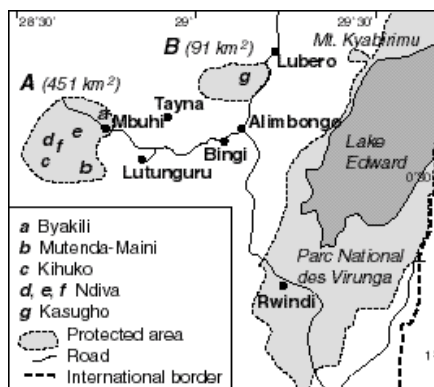 28°30'
29
29°30'
B (91 km²)
Mt. Kyabirimu
Lubero
A (451 km²)
g
Tayna
a
Mbuhi
Alimbongo
d
f
e
c
b
Bingi
Lutunguru
Lake
Edward
0°30'
a Byakili
b Mutenda-Maini
c Kihuko
d, e, f Ndiva
g Kasugho
Protected area
Road
International border
Parc National
des Virunga
Rwindi